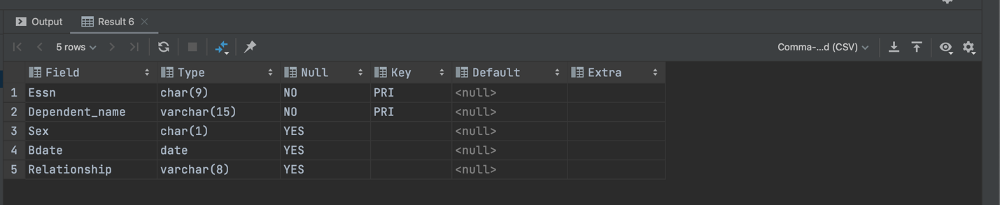 Output Result 6
5 rows Comma-...d (CSV)
Field Type Null Key Default Extra
1 Essn char(9) NO PRI <null>
2 Dependent_name varchar(15) NO PRI <null>
3 Sex char(1) YES <null>
4 Bdate date YES <null>
5 Relationship varchar(8) YES <null>